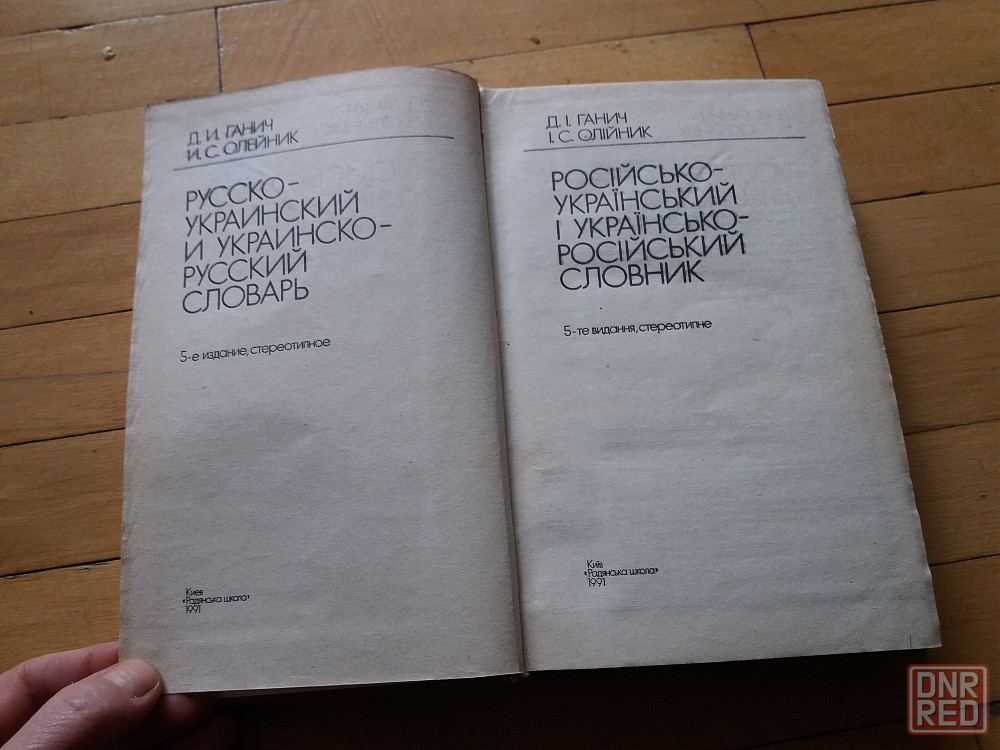 Д. И. ГАНИЧ
И. С. ОЛЕЙНИК
РУССКО-
УКРАИНСКИЙ
И УКРАИНСКО-
РУССКИЙ
СЛОВАРЬ
5-е издание, стереотипное
Киев
«Радянська школа»
1991
Д. І. ГАНИЧ
І. С. ОЛІЙНИК
РОСІЙСЬКО-
УКРАЇНСЬКИЙ
І УКРАЇНСЬКО-
РОСІЙСЬКИЙ
СЛОВНИК
5-те видання, стереотипне
Київ
«Радянська школа»
1991
DNR
RED